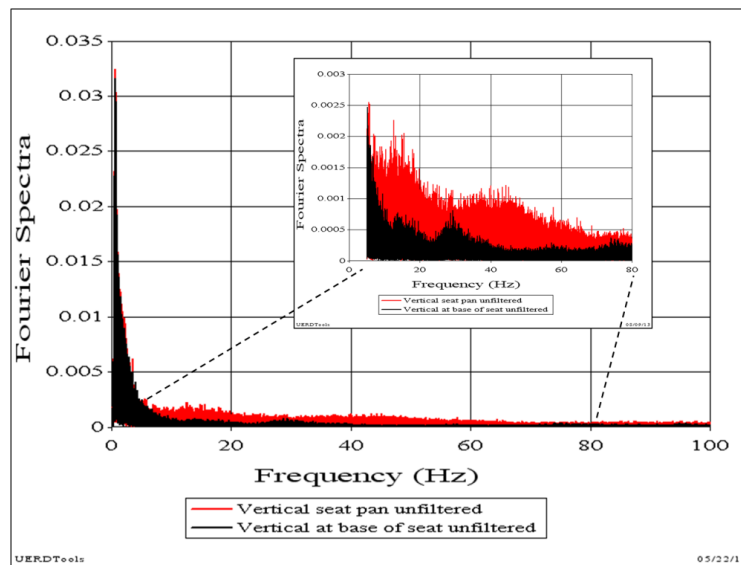 0.035
0.03
0.025
0.02
0.015
0.01
0.005
0
Fourier Spectra
0 20 40 60 80 100
Frequency (Hz)
Vertical seat pan unfiltered
Vertical at base of seat unfiltered
UERDTools
05/22/1
0.003
0.0025
0.002
0.0015
0.001
0.0005
0
Fourier Spectra
0 20 40 60 80
Frequency (Hz)
Vertical seat pan unfiltered
Vertical at base of seat unfiltered
UERDTools